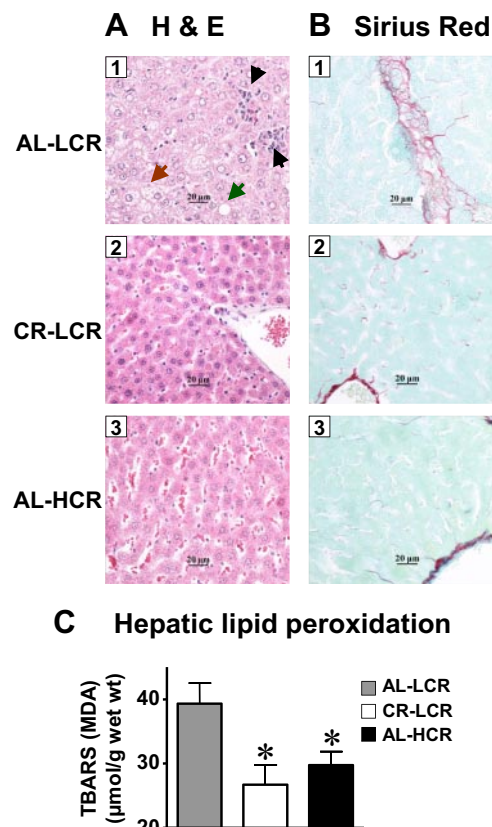 A H & E
B Sirius Red
AL-LCR
1
20 µm
1
20 µm
CR-LCR
2
20 µm
2
20 µm
AL-HCR
3
20 µm
3
20 µm
C Hepatic lipid peroxidation
TBARS (MDA)
(µmol/g wet wt)
40
30
20
* *
AL-LCR
CR-LCR
AL-HCR